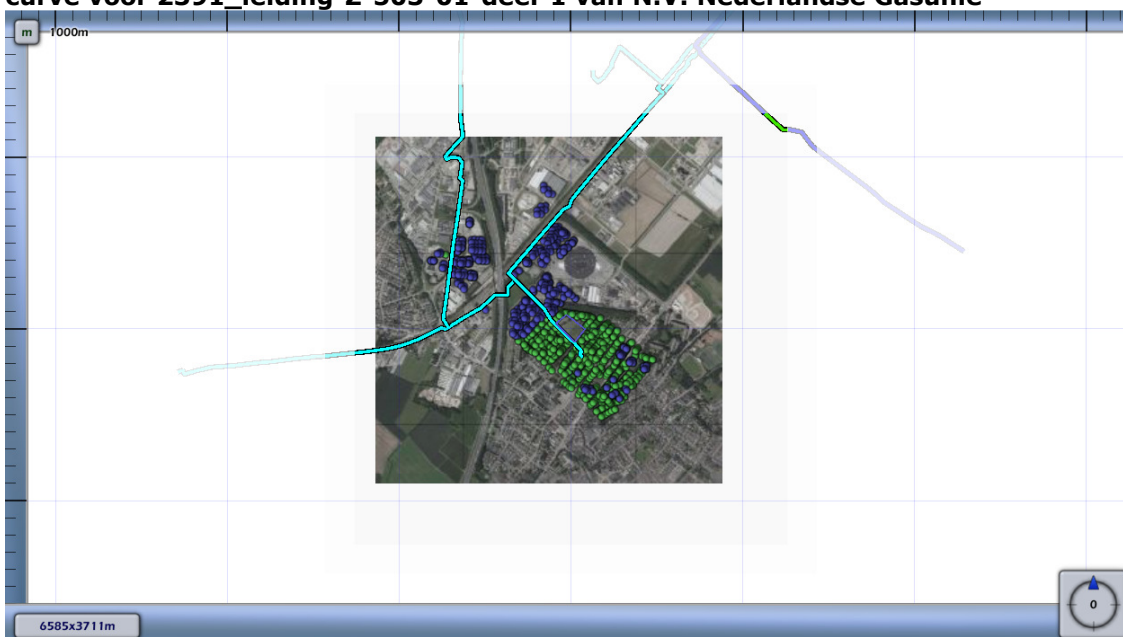 curve voor 2591_leiding-Z-503-01-deel-1 van N.V. Nederlandse Gasunie
m
1000m
0
6585x3711m